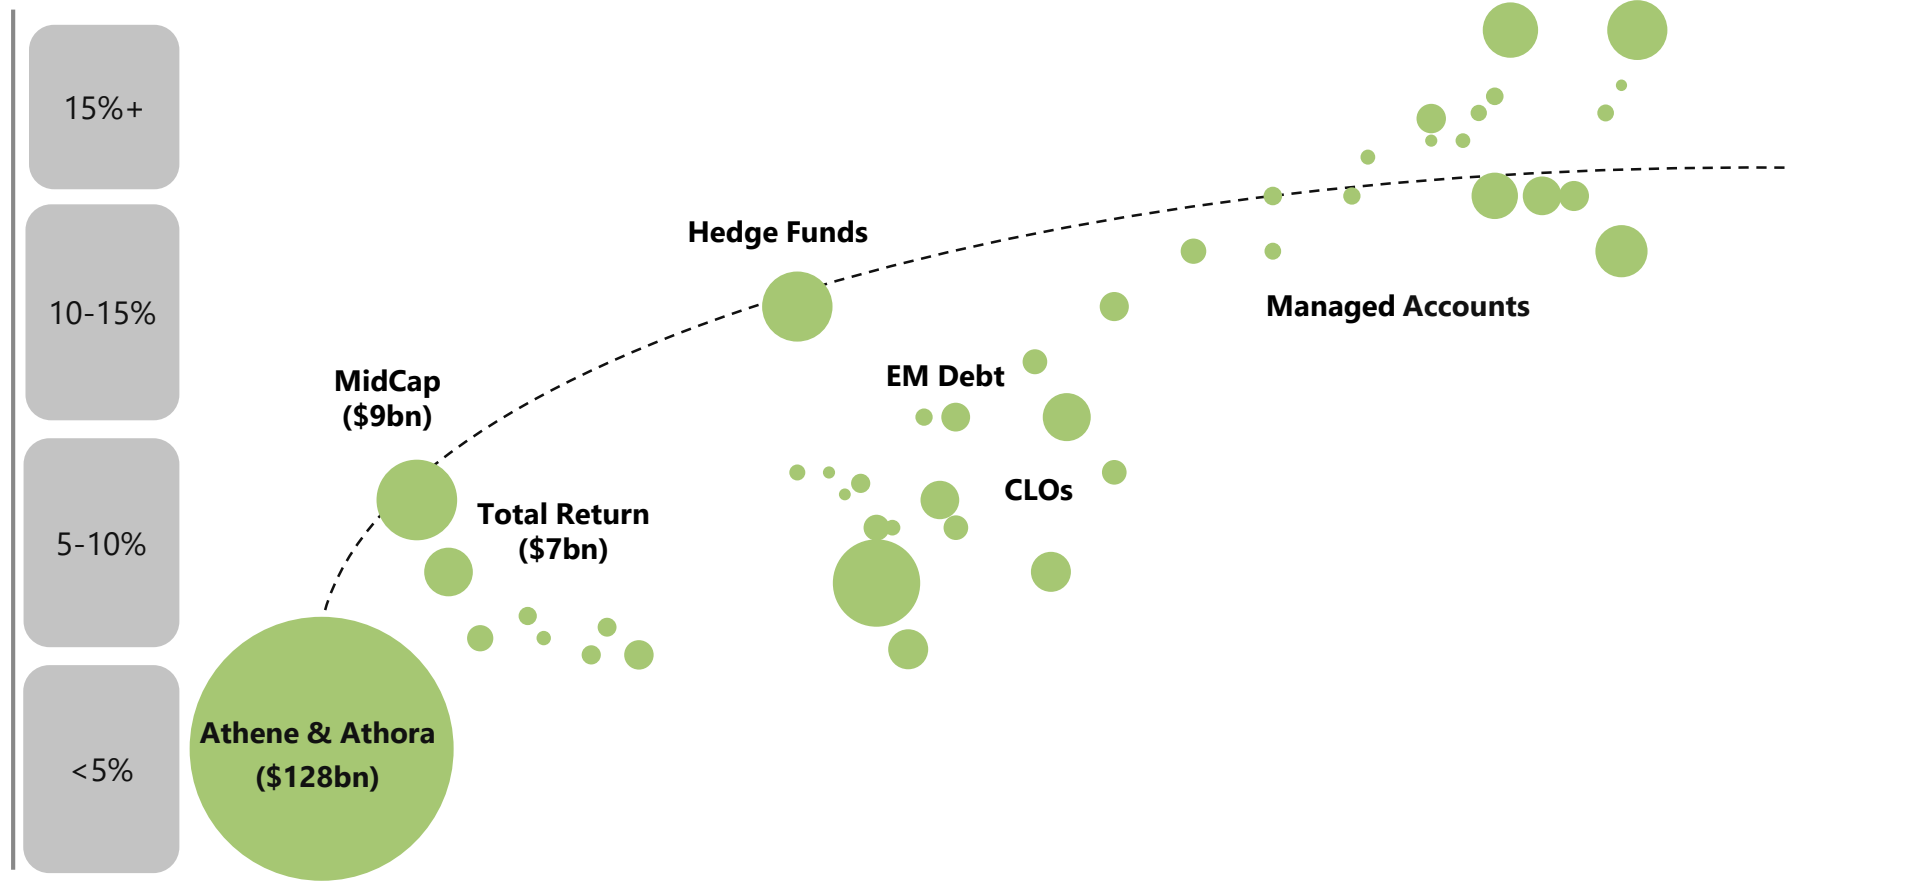 15%+
10-15%
5-10%
<5%
Hedge Funds
Managed Accounts
MidCap
($9bn)
EM Debt
CLOs
Total Return
($7bn)
Athene & Athora
($128bn)